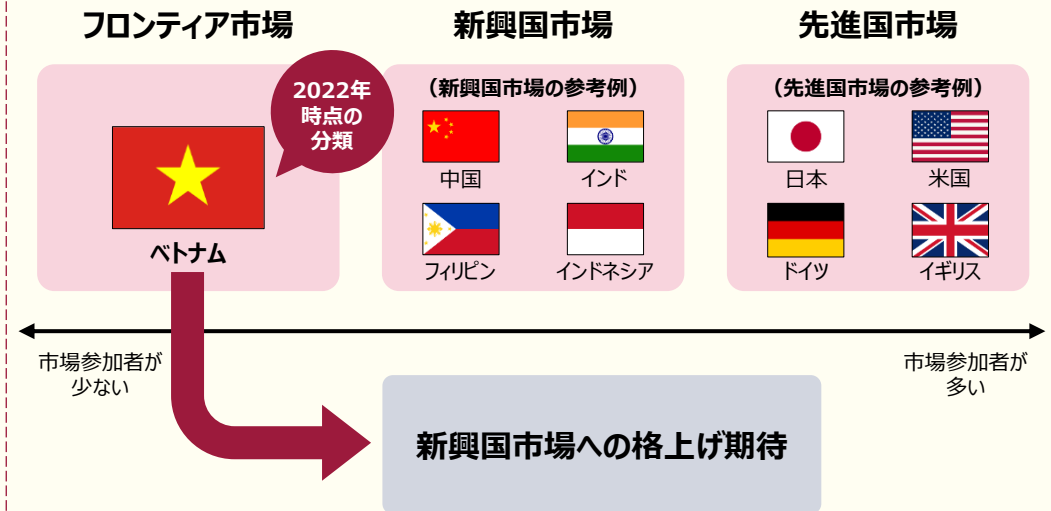 フロンティア市場
新興国市場
先進国市場
2022年
時点の
分類
ベトナム
（新興国市場の参考例）
中国
インド
フィリピン
インドネシア
（先進国市場の参考例）
日本
米国
ドイツ
イギリス
市場参加者が
少ない
市場参加者が
多い
新興国市場への格上げ期待